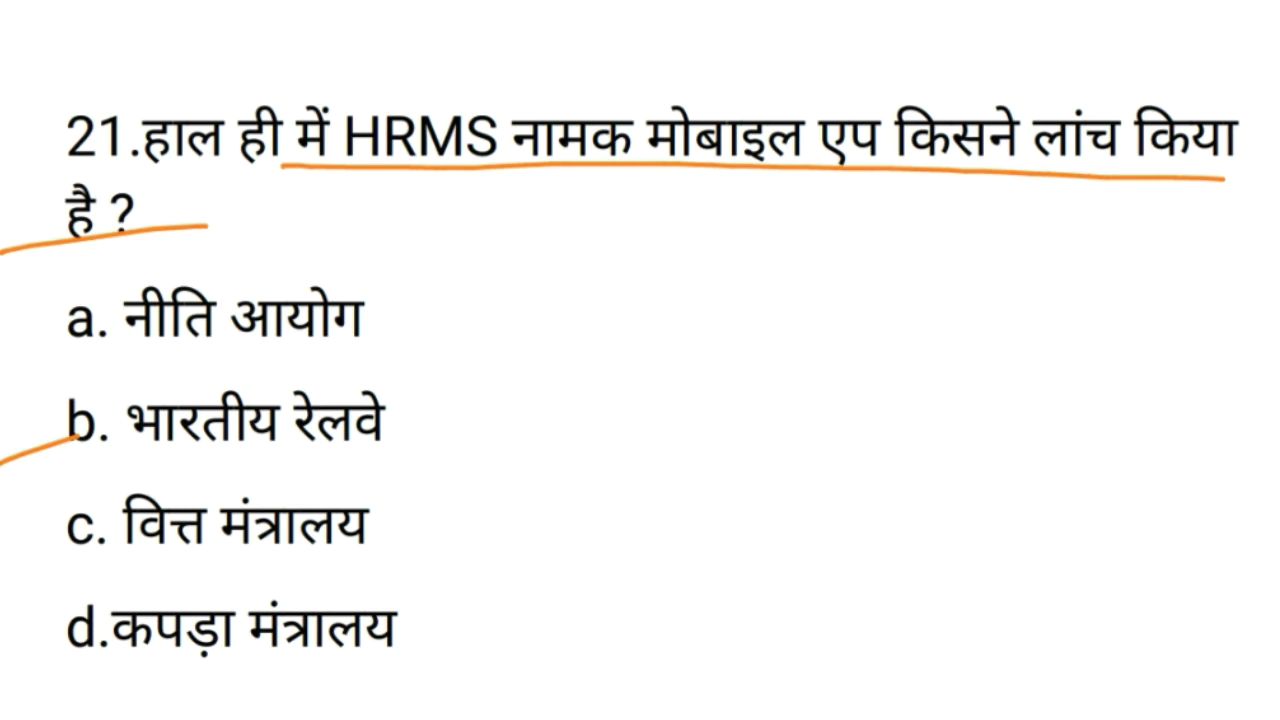 21.हाल ही में HRMS नामक मोबाइल एप किसने लांच किया
है ?
a. नीति आयोग
b. भारतीय रेलवे
c. वित्त मंत्रालय
d.कपड़ा मंत्रालय